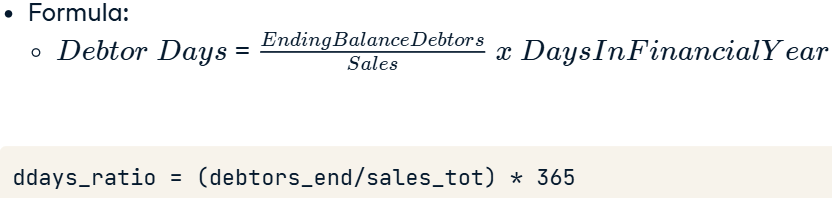 • Formula:
○ Debtor Days = EndingBalanceDebtors / Sales x DaysInFinancialYear
ddays_ratio = (debtors_end/sales_tot) * 365